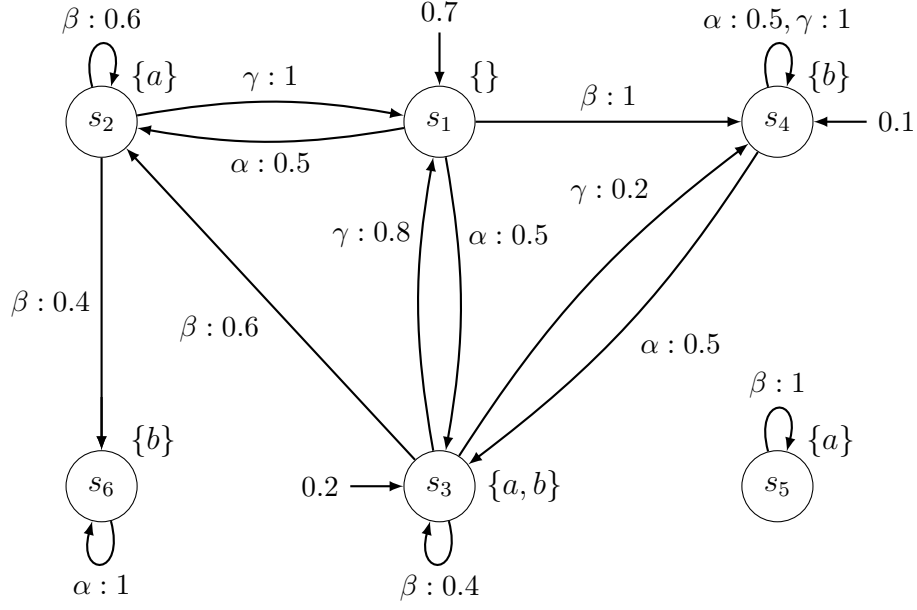 β : 0.6
0.7
α : 0.5, γ : 1
{a}
{}
{b}
γ : 1
β : 1
s₂
s₁
s₄
0.1
α : 0.5
γ : 0.2
γ : 0.8
α : 0.5
β : 0.4
β : 0.6
α : 0.5
β : 1
{b}
{a}
s₆
0.2
s₃
{a, b}
s₅
α : 1
β : 0.4